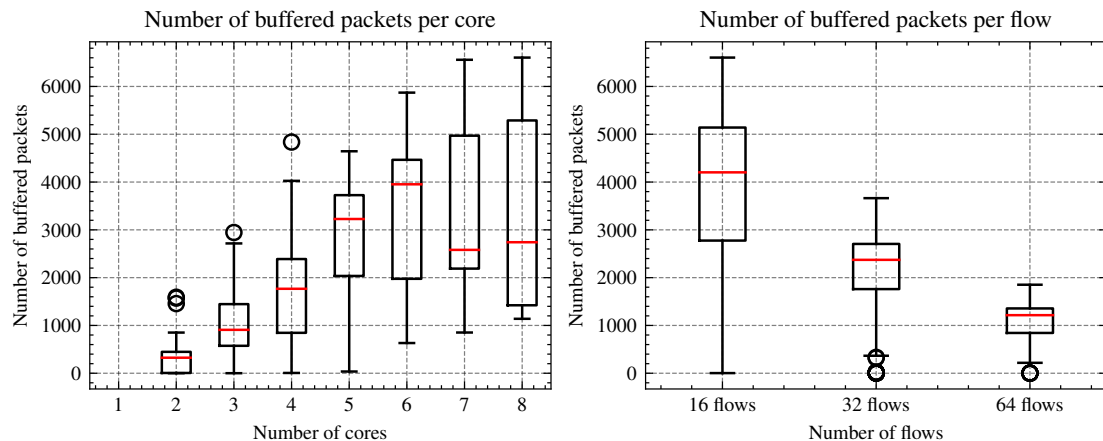 Number of buffered packets per core
Number of buffered packets
6000
5000
4000
3000
2000
1000
0
1 2 3 4 5 6 7 8
Number of cores
Number of buffered packets per flow
Number of buffered packets
6000
5000
4000
3000
2000
1000
0
16 flows 32 flows 64 flows
Number of flows